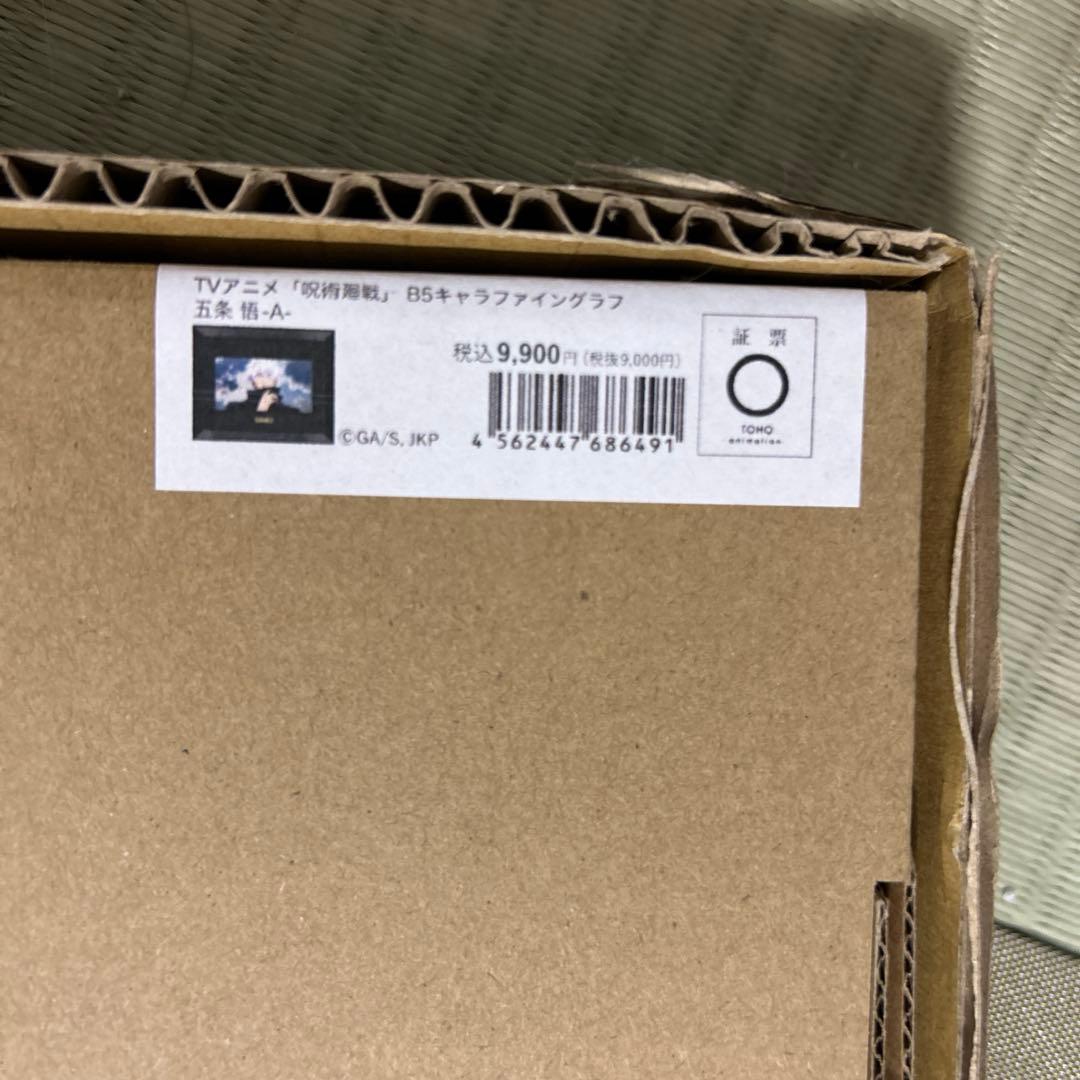 TVアニメ「呪術廻戦」 B5キャラファイングラフ
五条 悟-A-
税込9,900円(税抜9,000円)
©GA/S, JKP
4 562447 686491
証 票
TOHO
animation